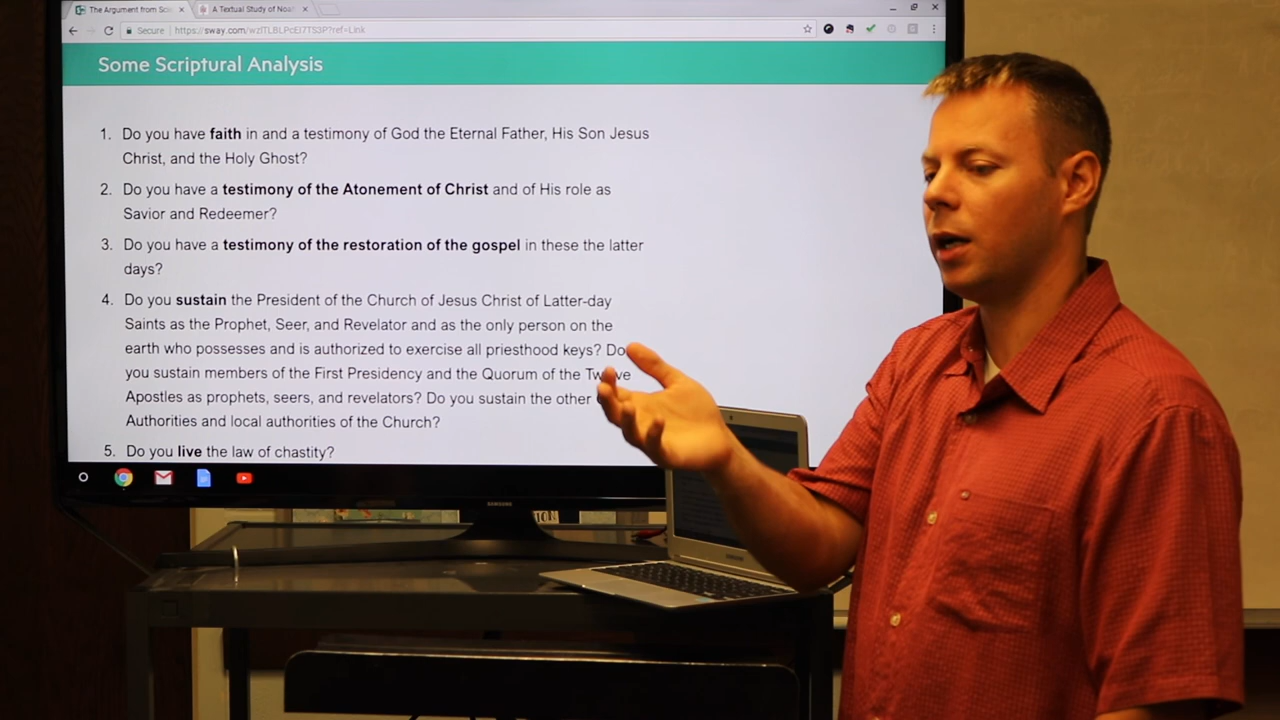 The Argument from Scri
A Textual Study of Noa
Secure
https://sway.com/wzlTLBLPcEI7TS3P?ref=Link
Some Scriptural Analysis
1. Do you have faith in and a testimony of God the Eternal Father, His Son Jesus
Christ, and the Holy Ghost?
2. Do you have a testimony of the Atonement of Christ and of His role as
Savior and Redeemer?
3. Do you have a testimony of the restoration of the gospel in these the latter
days?
4. Do you sustain the President of the Church of Jesus Christ of Latter-day
Saints as the Prophet, Seer, and Revelator and as the only person on the
earth who possesses and is authorized to exercise all priesthood keys? Do
you sustain members of the First Presidency and the Quorum of the
Apostles as prophets, seers, and revelators? Do you sustain the other
Authorities and local authorities of the Church?
5. Do you live the law of chastity?
SAMSUNG